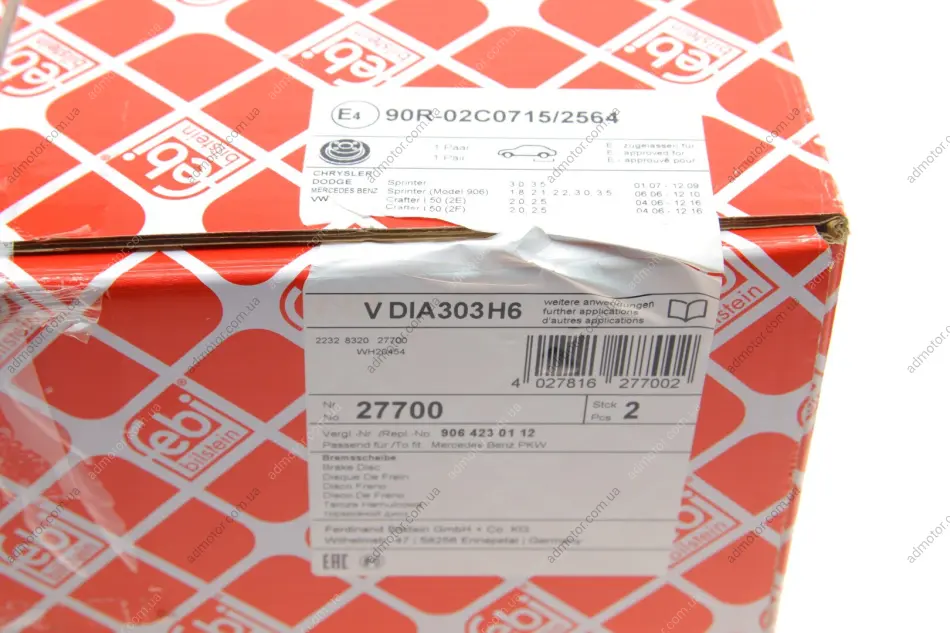 febi
bilstein
E4 90R-02C0715/2564
1 Paar
1 Pair
E zugelassen für
E approved for
E approuvé pour
CHRYSLER/
DODGE Sprinter 3.0 3.5 01.07 - 12.09
MERCEDES BENZ Sprinter (Model 906) 1.8 2.1 2.2 3.0 3.5 06.06 - 12.10
VW Crafter I 50 (2E) 2.0 2.5 04.06 - 12.16
Crafter I 50 (2F) 2.0 2.5 04.06 - 12.16
V DIA303H6
weitere anwendungen
further applications
d'autres applications
2232 8320 27700
WH20454
4 027816 277002
Nr.
No. 27700
Stck
Pcs. 2
Vergl.-Nr. /Repl.-No. 906 423 01 12
Passend für /To fit: Mercedes Benz PKW
Bremsscheibe
Brake Disc
Disque De Frein
Disco Freno
Disco De Freno
Ferdinand Bilstein GmbH + Co. KG
58256 Ennepetal | Germany
EAC
admotor.com.ua